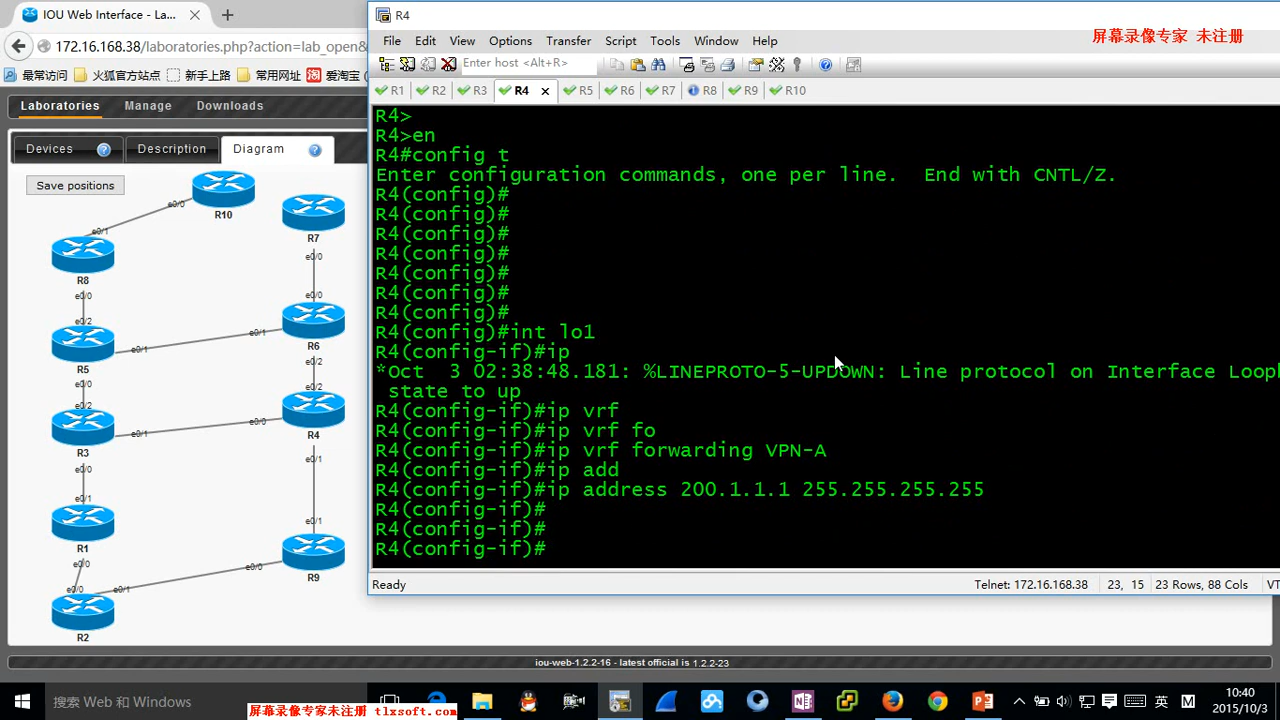 IOU Web Interface - La...
172.16.168.38/laboratories.php?action=lab_open&
最常访问 火狐官方站点 新手上路 常用网址 淘 爱淘宝
Laboratories Manage Downloads
Devices ? Description Diagram ?
Save positions
e0/0
R10
R7
e0/1
e0/0
R8
e0/0
e0/0
e0/2
e0/1
R6
e0/1
R5
e0/2
e0/0
e0/2
e0/2
e0/0
R4
e0/1
R3
e0/1
e0/0
e0/1
e0/1
R1
e0/0
e0/0
R9
e0/0
e0/1
R2
R4
屏幕录像专家 未注册
File Edit View Options Transfer Script Tools Window Help
Enter host <Alt+R>
R1 R2 R3 R4 x R5 R6 R7 R8 R9 R10
R4>
R4>en
R4#config t
Enter configuration commands, one per line.  End with CNTL/Z.
R4(config)#
R4(config)#
R4(config)#
R4(config)#
R4(config)#
R4(config)#
R4(config)#
R4(config)#int lo1
R4(config-if)#ip
*Oct  3 02:38:48.181: %LINEPROTO-5-UPDOWN: Line protocol on Interface Loop
state to up
R4(config-if)#ip vrf
R4(config-if)#ip vrf fo
R4(config-if)#ip vrf forwarding VPN-A
R4(config-if)#ip add
R4(config-if)#ip address 200.1.1.1 255.255.255.255
R4(config-if)#
R4(config-if)#
R4(config-if)#
Ready Telnet: 172.16.168.38 23, 15 23 Rows, 88 Cols VT
iou-web-1.2.2-16 - latest official is 1.2.2-23
搜索 Web 和 Windows
屏幕录像专家未注册 tlxsoft.com
英 M
10:40
2015/10/3